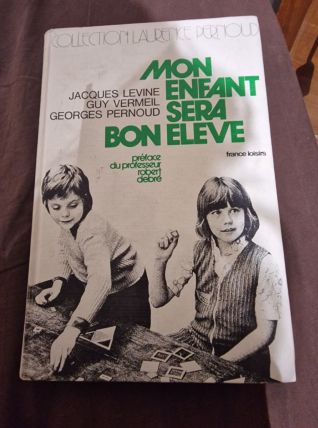 COLLECTION LAURENCE PERNOUD
MON
ENFANT
SERA
BON ELEVE
JACQUES LEVINE
GUY VERMEIL
GEORGES PERNOUD
france loisirs
préface
du professeur
robert
debré